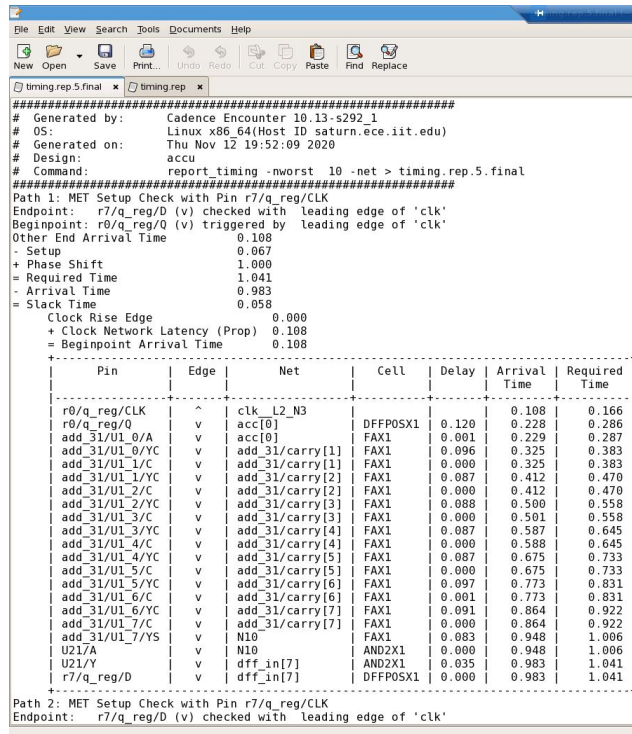 File Edit View Search Tools Documents Help
New Open Save Print... Undo Redo Cut Copy Paste Find Replace
timing.rep.5.final × timing.rep ×
###############################################################
# Generated by: Cadence Encounter 10.13-s292_1
# OS: Linux x86_64(Host ID saturn.ece.iit.edu)
# Generated on: Thu Nov 12 19:52:09 2020
# Design: accu
# Command: report_timing -nworst 10 -net > timing.rep.5.final
###############################################################
Path 1: MET Setup Check with Pin r7/q_reg/CLK
Endpoint: r7/q_reg/D (v) checked with leading edge of 'clk'
Beginpoint: r0/q_reg/Q (v) triggered by leading edge of 'clk'
Other End Arrival Time 0.108
- Setup 0.067
+ Phase Shift 1.000
= Required Time 1.041
- Arrival Time 0.983
= Slack Time 0.058
Clock Rise Edge 0.000
+ Clock Network Latency (Prop) 0.108
= Beginpoint Arrival Time 0.108
+-----------------------------------------------------------------------------
| Pin | Edge | Net | Cell | Delay | Arrival | Required
| | | | | | Time | Time
|----------------+------+-----------------+----------+-------+---------+----------
| r0/q_reg/CLK | ^ | clk__L2_N3 | | | 0.108 | 0.166
| r0/q_reg/Q | v | acc[0] | DFFPOSX1 | 0.120 | 0.228 | 0.286
| add_31/U1_0/A | v | acc[0] | FAX1 | 0.001 | 0.229 | 0.287
| add_31/U1_0/YC | v | add_31/carry[1] | FAX1 | 0.096 | 0.325 | 0.383
| add_31/U1_1/C | v | add_31/carry[1] | FAX1 | 0.000 | 0.325 | 0.383
| add_31/U1_1/YC | v | add_31/carry[2] | FAX1 | 0.087 | 0.412 | 0.470
| add_31/U1_2/C | v | add_31/carry[2] | FAX1 | 0.000 | 0.412 | 0.470
| add_31/U1_2/YC | v | add_31/carry[3] | FAX1 | 0.088 | 0.500 | 0.558
| add_31/U1_3/C | v | add_31/carry[3] | FAX1 | 0.000 | 0.501 | 0.558
| add_31/U1_3/YC | v | add_31/carry[4] | FAX1 | 0.087 | 0.587 | 0.645
| add_31/U1_4/C | v | add_31/carry[4] | FAX1 | 0.000 | 0.588 | 0.645
| add_31/U1_4/YC | v | add_31/carry[5] | FAX1 | 0.087 | 0.675 | 0.733
| add_31/U1_5/C | v | add_31/carry[5] | FAX1 | 0.000 | 0.675 | 0.733
| add_31/U1_5/YC | v | add_31/carry[6] | FAX1 | 0.097 | 0.773 | 0.831
| add_31/U1_6/C | v | add_31/carry[6] | FAX1 | 0.001 | 0.773 | 0.831
| add_31/U1_6/YC | v | add_31/carry[7] | FAX1 | 0.091 | 0.864 | 0.922
| add_31/U1_7/C | v | add_31/carry[7] | FAX1 | 0.000 | 0.864 | 0.922
| add_31/U1_7/YS | v | N10 | FAX1 | 0.083 | 0.948 | 1.006
| U21/A | v | N10 | AND2X1 | 0.000 | 0.948 | 1.006
| U21/Y | v | dff_in[7] | AND2X1 | 0.035 | 0.983 | 1.041
| r7/q_reg/D | v | dff_in[7] | DFFPOSX1 | 0.000 | 0.983 | 1.041
+-----------------------------------------------------------------------------
Path 2: MET Setup Check with Pin r7/q_reg/CLK
Endpoint: r7/q_reg/D (v) checked with leading edge of 'clk'